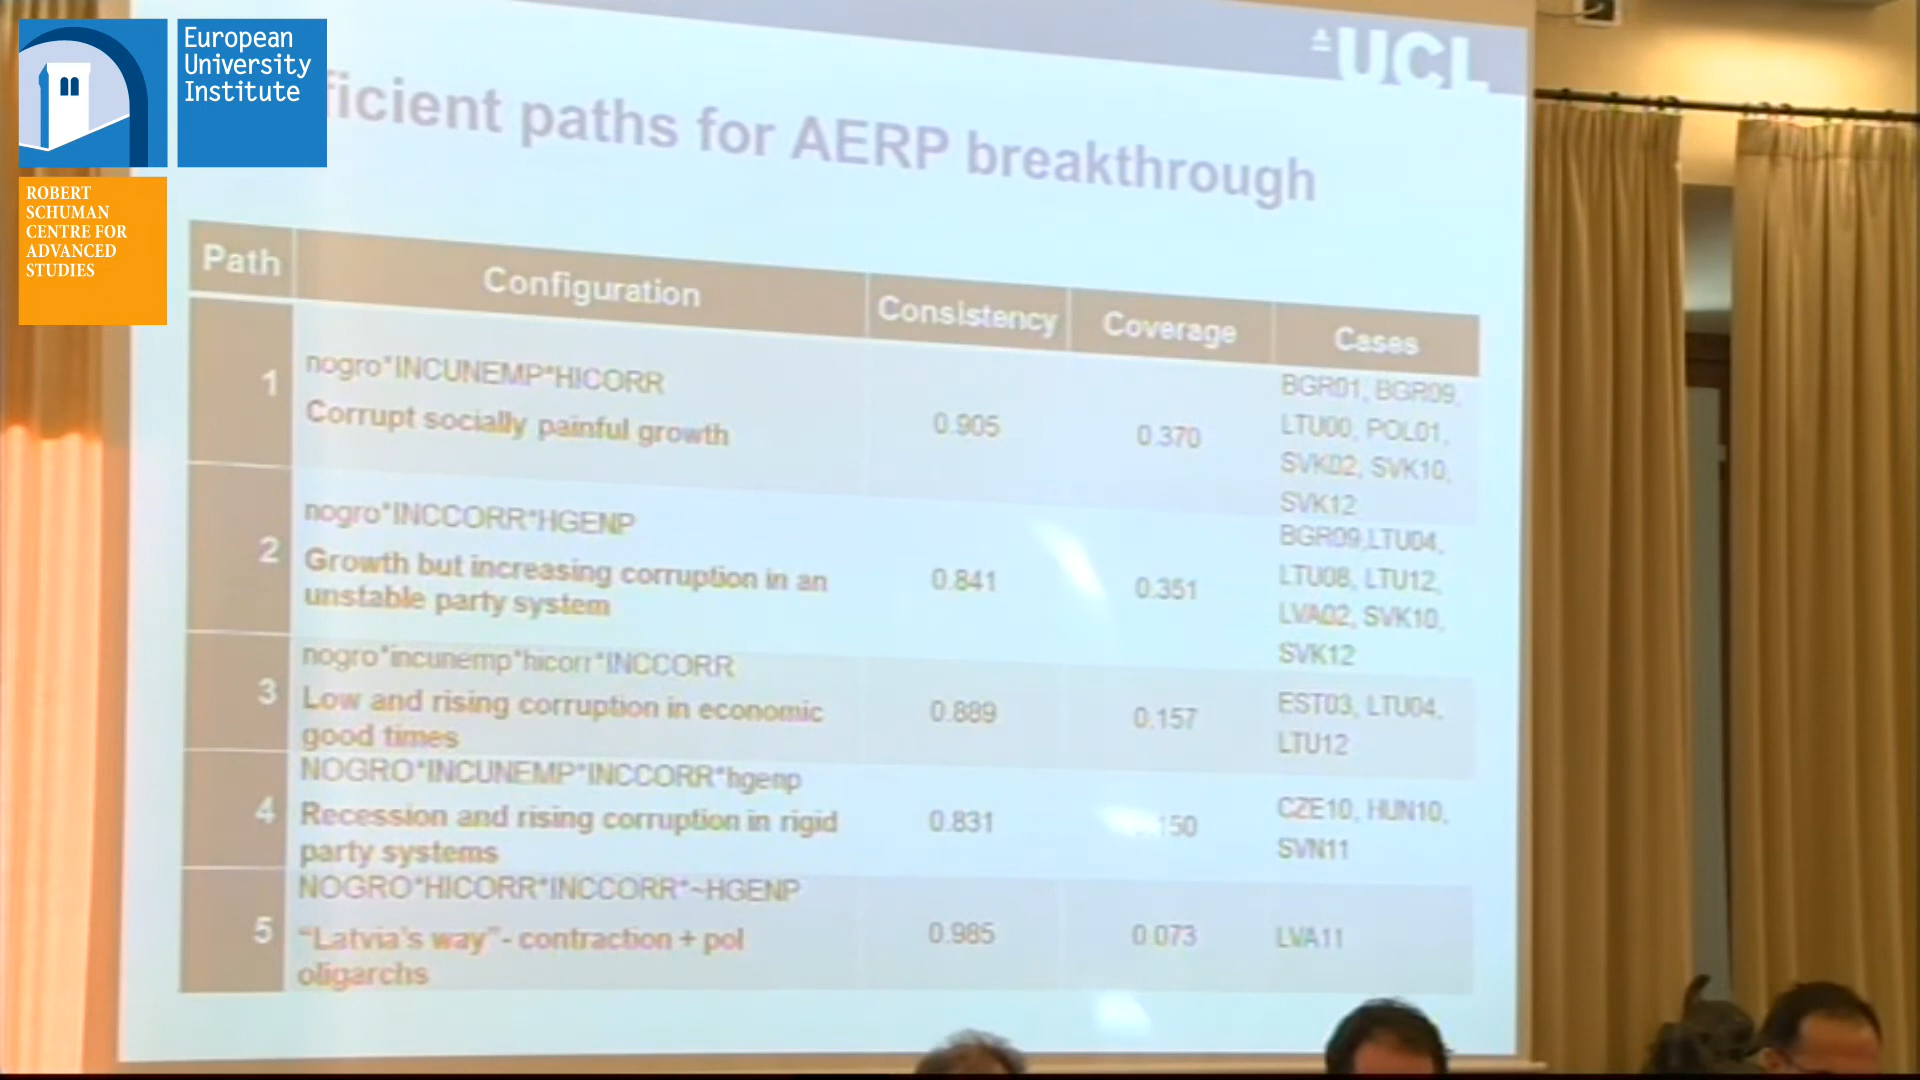 European
University
Institute
ROBERT
SCHUMAN
CENTRE FOR
ADVANCED
STUDIES
UCL
ficient paths for AERP breakthrough
Path Configuration Consistency Coverage Cases
1 nogro*INCUNEMP*HICORR
Corrupt socially painful growth
0.905 0.370
BGR01, BGR09,
LTU00, POL01,
SVK02, SVK10,
SVK12
2 nogro*INCCORR*HGENP
Growth but increasing corruption in an
unstable party system
0.841 0.351
BGR09,LTU04,
LTU08, LTU12,
LVA02, SVK10,
SVK12
3 nogro*incunemp*hicorr*INCCORR
Low and rising corruption in economic
good times
0.889 0.157
EST03, LTU04,
LTU12
4 NOGRO*INCUNEMP*INCCORR*hgenp
Recession and rising corruption in rigid
party systems
0.831 150
CZE10, HUN10,
SVN11
5 NOGRO*HICORR*INCCORR*~HGENP
"Latvia's way"- contraction + pol
oligarchs
0.985 0.073 LVA11